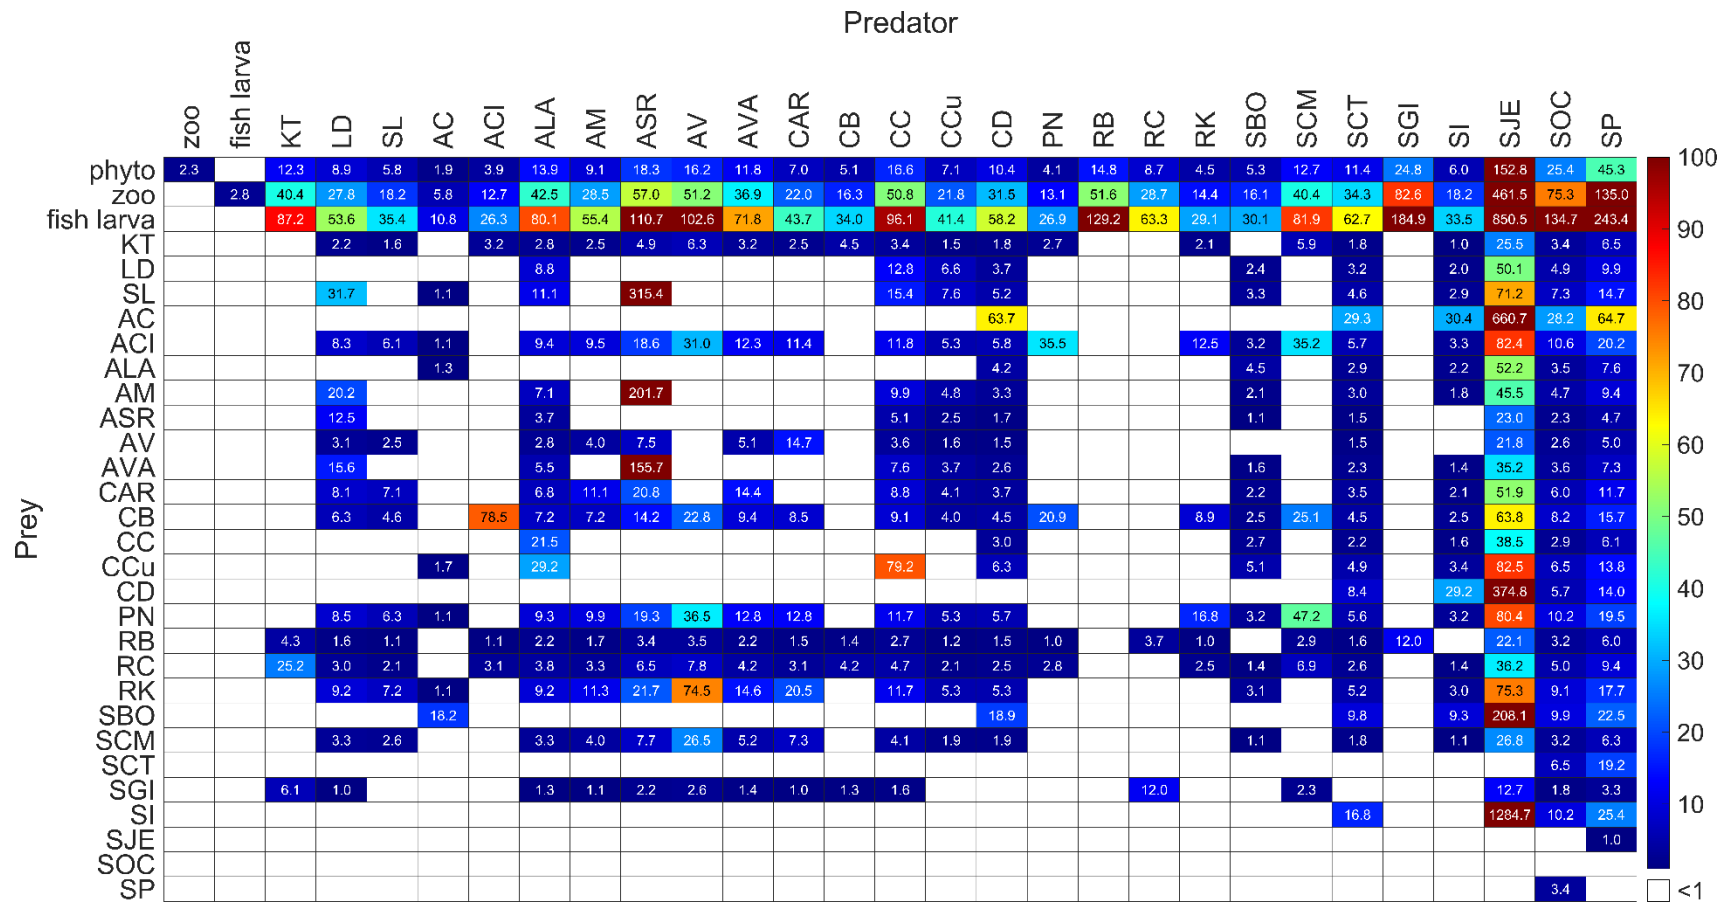 Predator
zoo fish larva KT LD SL AC ACI ALA AM ASR AV AVA CAR CB CC CCu CD PN RB RC RK SBO SCM SCT SGI SI SJE SOC SP
phyto 2.3 12.3 8.9 5.8 1.9 3.9 13.9 9.1 18.3 16.2 11.8 7.0 5.1 16.6 7.1 10.4 4.1 14.8 8.7 4.5 5.3 12.7 11.4 24.8 6.0 152.8 25.4 45.3
zoo 2.8 40.4 27.8 18.2 5.8 12.7 42.5 28.5 57.0 51.2 36.9 22.0 16.3 50.8 21.8 31.5 13.1 51.6 28.7 14.4 16.1 40.4 34.3 82.6 18.2 461.5 75.3 135.0
fish larva 87.2 53.6 35.4 10.8 26.3 80.1 55.4 110.7 102.6 71.8 43.7 34.0 96.1 41.4 58.2 26.9 129.2 63.3 29.1 30.1 81.9 62.7 184.9 33.5 850.5 134.7 243.4
KT 2.2 1.6 3.2 2.8 2.5 4.9 6.3 3.2 2.5 4.5 3.4 1.5 1.8 2.7 2.1 5.9 1.8 1.0 25.5 3.4 6.5
LD 8.8 12.8 6.6 3.7 2.4 3.2 2.0 50.1 4.9 9.9
SL 31.7 1.1 11.1 315.4 15.4 7.6 5.2 3.3 4.6 2.9 71.2 7.3 14.7
AC 63.7 29.3 30.4 660.7 28.2 64.7
ACI 8.3 6.1 1.1 9.4 9.5 18.6 31.0 12.3 11.4 11.8 5.3 5.8 35.5 12.5 3.2 35.2 5.7 3.3 82.4 10.6 20.2
ALA 1.3 4.2 4.5 2.9 2.2 52.2 3.5 7.6
AM 20.2 7.1 201.7 9.9 4.8 3.3 2.1 3.0 1.8 45.5 4.7 9.4
ASR 12.5 3.7 5.1 2.5 1.7 1.1 1.5 23.0 2.3 4.7
AV 3.1 2.5 2.8 4.0 7.5 5.1 14.7 3.6 1.6 1.5 1.5 21.8 2.6 5.0
AVA 15.6 5.5 155.7 7.6 3.7 2.6 1.6 2.3 1.4 35.2 3.6 7.3
CAR 8.1 7.1 6.8 11.1 20.8 14.4 8.8 4.1 3.7 2.2 3.5 2.1 51.9 6.0 11.7
CB 6.3 4.6 78.5 7.2 7.2 14.2 22.8 9.4 8.5 9.1 4.0 4.5 20.9 8.9 2.5 25.1 4.5 2.5 63.8 8.2 15.7
CC 21.5 3.0 2.7 2.2 1.6 38.5 2.9 6.1
CCu 1.7 29.2 79.2 6.3 5.1 4.9 3.4 82.5 6.5 13.8
CD 8.4 29.2 374.8 5.7 14.0
PN 8.5 6.3 1.1 9.3 9.9 19.3 36.5 12.8 12.8 11.7 5.3 5.7 16.8 3.2 47.2 5.6 3.2 80.4 10.2 19.5
RB 4.3 1.6 1.1 1.1 2.2 1.7 3.4 3.5 2.2 1.5 1.4 2.7 1.2 1.5 1.0 3.7 1.0 2.9 1.6 12.0 22.1 3.2 6.0
RC 25.2 3.0 2.1 3.1 3.8 3.3 6.5 7.8 4.2 3.1 4.2 4.7 2.1 2.5 2.8 2.5 1.4 6.9 2.6 1.4 36.2 5.0 9.4
RK 9.2 7.2 1.1 9.2 11.3 21.7 74.5 14.6 20.5 11.7 5.3 5.3 3.1 5.2 3.0 75.3 9.1 17.7
SBO 18.2 18.9 9.8 9.3 208.1 9.9 22.5
SCM 3.3 2.6 3.3 4.0 7.7 26.5 5.2 7.3 4.1 1.9 1.9 1.1 1.8 1.1 26.8 3.2 6.3
SCT 6.5 19.2
SGI 6.1 1.0 1.3 1.1 2.2 2.6 1.4 1.0 1.3 1.6 12.0 2.3 12.7 1.8 3.3
SI 16.8 1284.7 10.2 25.4
SJE 1.0
SOC
SP 3.4
Prey
100
90
80
70
60
50
40
30
20
10
<1